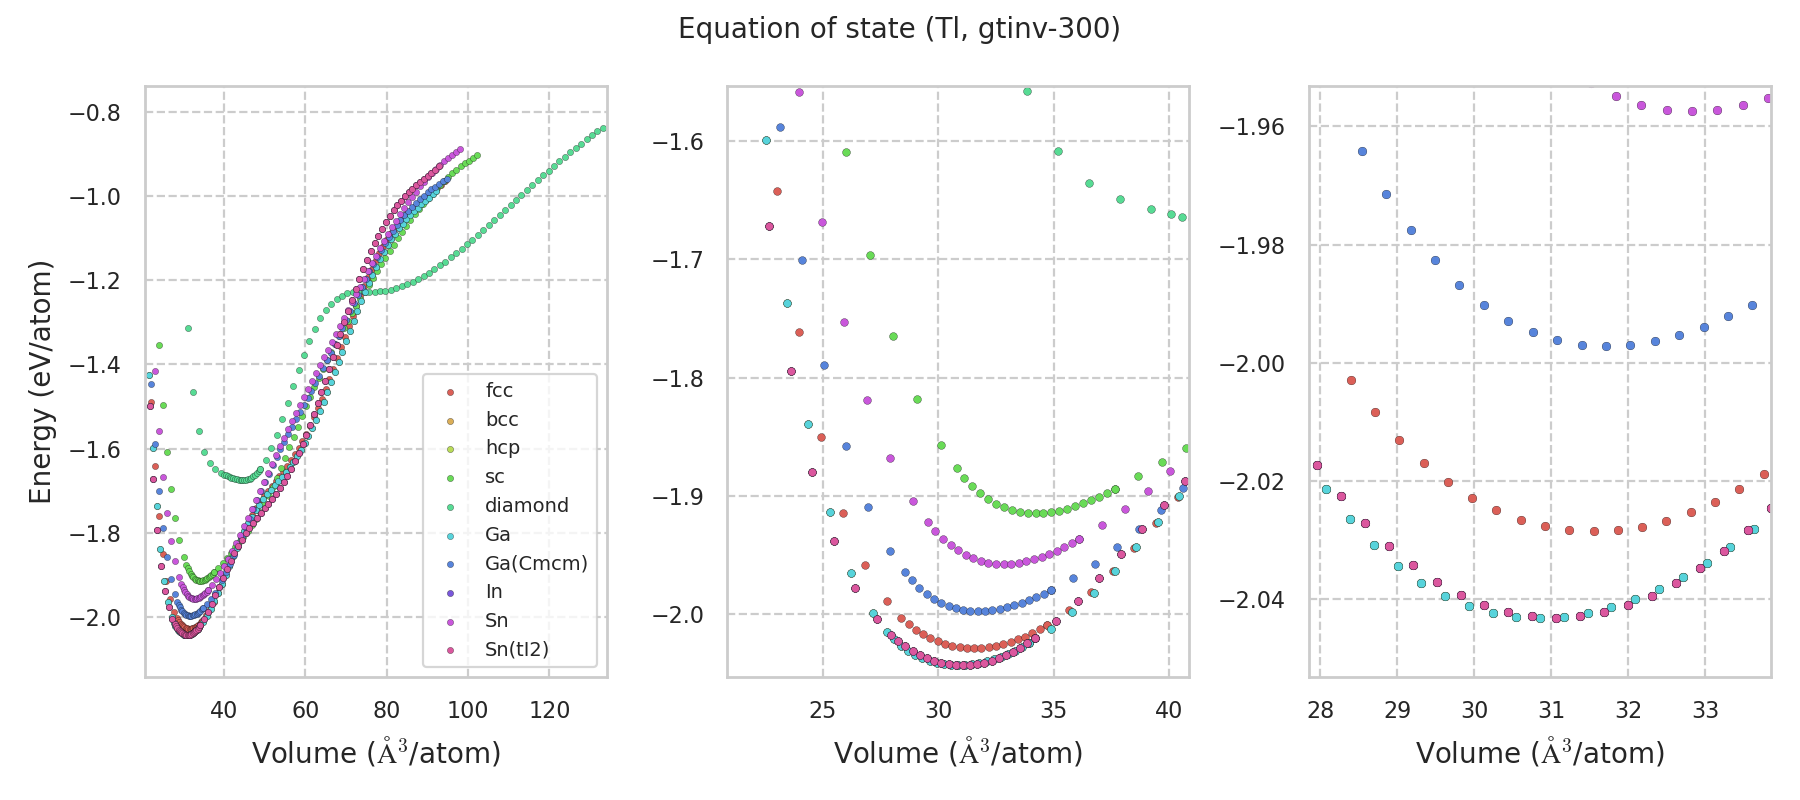 Equation of state (Tl, gtinv-300)
Energy (eV/atom)
−0.8
−1.0
−1.2
−1.4
−1.6
−1.8
−2.0
40 60 80 100 120
Volume (Å³/atom)
fcc
bcc
hcp
sc
diamond
Ga
Ga(Cmcm)
In
Sn
Sn(tI2)
−1.6
−1.7
−1.8
−1.9
−2.0
25 30 35 40
Volume (Å³/atom)
−1.96
−1.98
−2.00
−2.02
−2.04
28 29 30 31 32 33
Volume (Å³/atom)